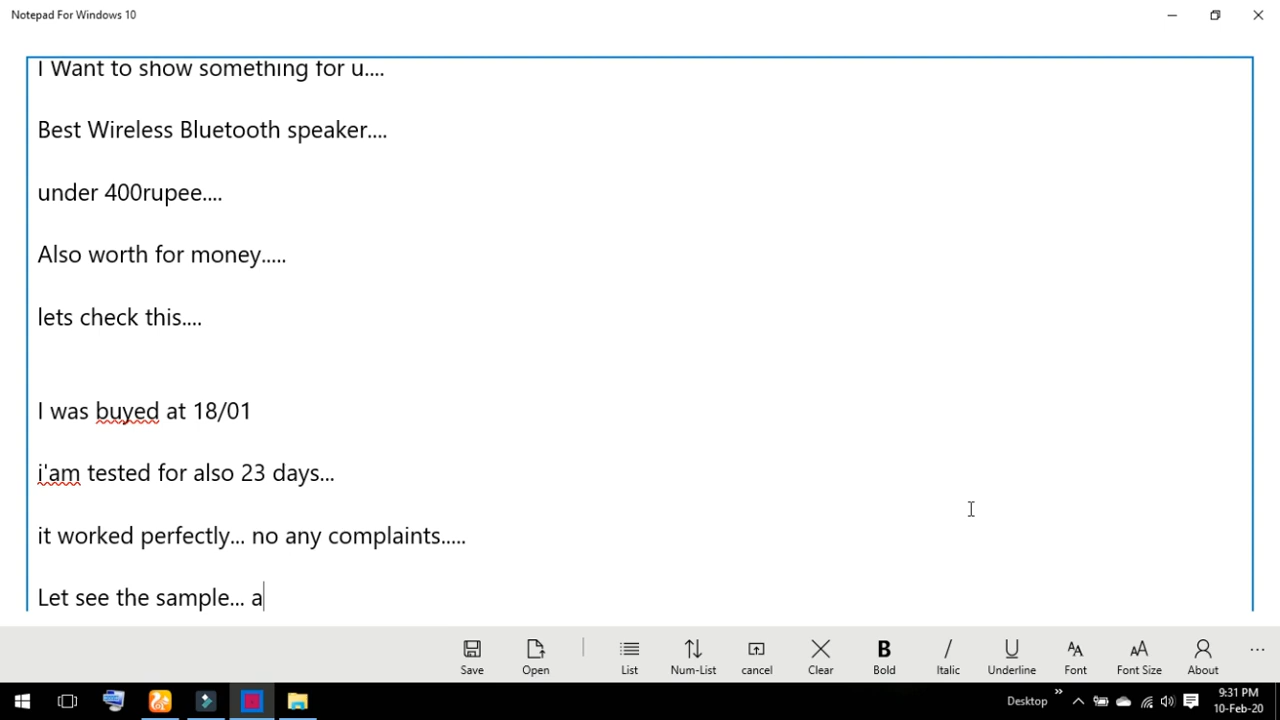 Notepad For Windows 10
I Want to show something for u....
Best Wireless Bluetooth speaker....
under 400rupee....
Also worth for money.....
lets check this....
I was buyed at 18/01
i'am tested for also 23 days...
it worked perfectly... no any complaints.....
Let see the sample... a
Save Open List Num-List cancel Clear Bold Italic Underline Font Font Size About
Desktop
9:31 PM
10-Feb-20